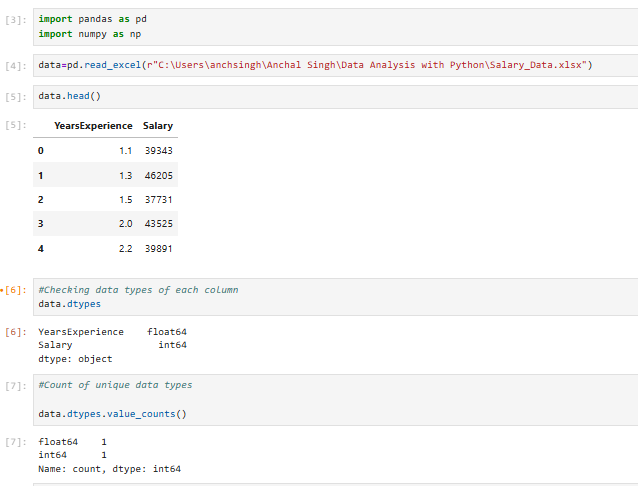 [3]: import pandas as pd
import numpy as np
[4]: data=pd.read_excel(r"C:\Users\anchsingh\Anchal Singh\Data Analysis with Python\Salary_Data.xlsx")
[5]: data.head()
[5]: YearsExperience Salary
0 1.1 39343
1 1.3 46205
2 1.5 37731
3 2.0 43525
4 2.2 39891
•[6]: #Checking data types of each column
data.dtypes
[6]: YearsExperience float64
Salary int64
dtype: object
[7]: #Count of unique data types
data.dtypes.value_counts()
[7]: float64 1
int64 1
Name: count, dtype: int64